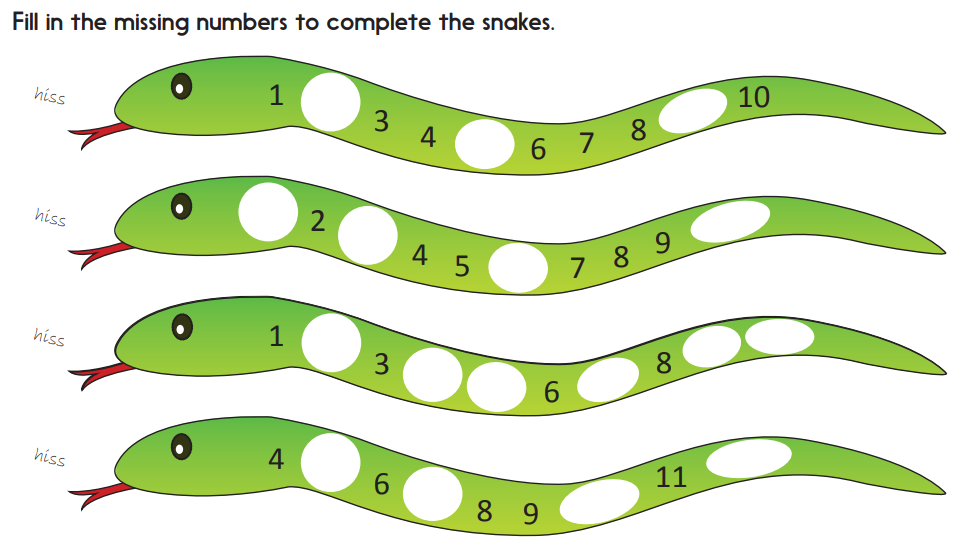 Fill in the missing numbers to complete the snakes.
hiss 1 3 4 6 7 8 10
hiss 2 4 5 7 8 9
hiss 1 3 6 8
hiss 4 6 8 9 11